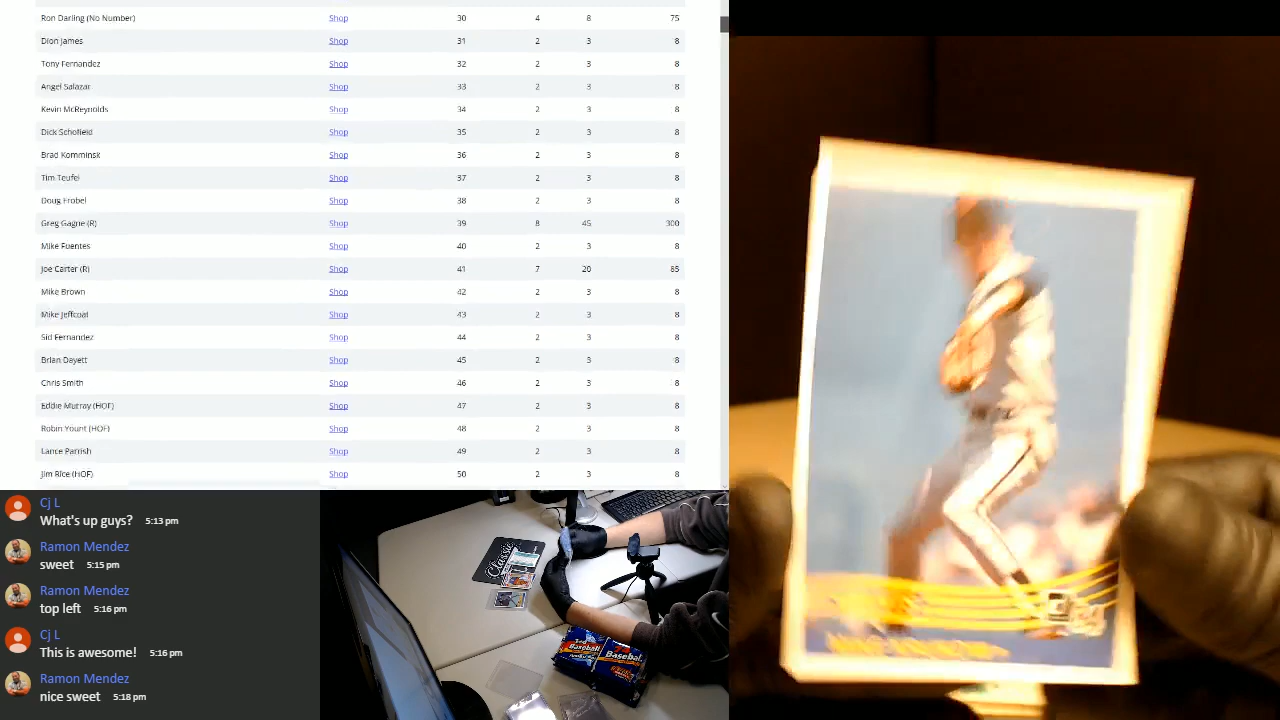 Ron Darling (No Number) Shop 30 4 8 75
Dion James Shop 31 2 3 8
Tony Fernandez Shop 32 2 3 8
Angel Salazar Shop 33 2 3 8
Kevin McReynolds Shop 34 2 3 8
Dick Schofield Shop 35 2 3 8
Brad Komminsk Shop 36 2 3 8
Tim Teufel Shop 37 2 3 8
Doug Frobel Shop 38 2 3 8
Greg Gagne (R) Shop 39 8 45 300
Mike Fuentes Shop 40 2 3 8
Joe Carter (R) Shop 41 7 20 85
Mike Brown Shop 42 2 3 8
Mike Jeffcoat Shop 43 2 3 8
Sid Fernandez Shop 44 2 3 8
Brian Dayett Shop 45 2 3 8
Chris Smith Shop 46 2 3 8
Eddie Murray (HOF) Shop 47 2 3 8
Robin Yount (HOF) Shop 48 2 3 8
Lance Parrish Shop 49 2 3 8
Jim Rice (HOF) Shop 50 2 3 8
Cj L
What's up guys? 5:13 pm
Ramon Mendez
sweet 5:15 pm
Ramon Mendez
top left 5:16 pm
Cj L
This is awesome! 5:16 pm
Ramon Mendez
nice sweet 5:18 pm
Classic
Baseball
Baseball